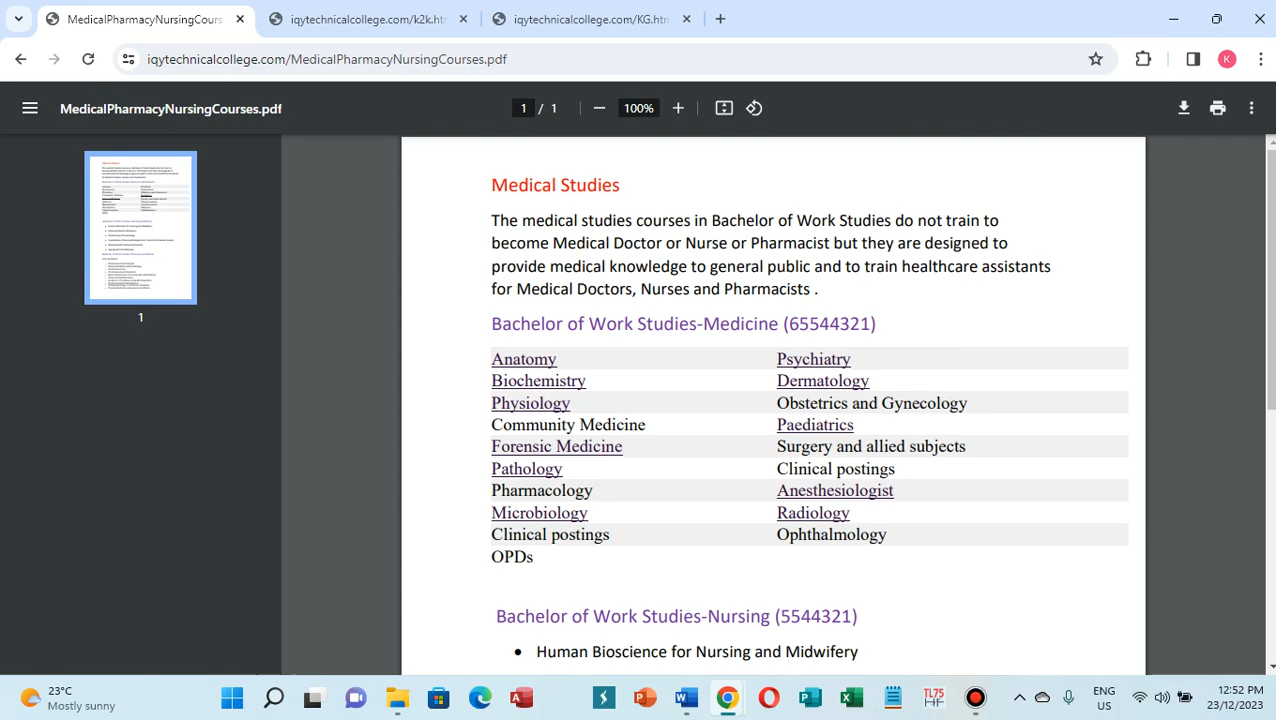 MedicalPharmacyNursingCours
iqytechnicalcollege.com/k2k.ht
iqytechnicalcollege.com/KG.htm
iqytechnicalcollege.com/MedicalPharmacyNursingCourses.pdf
K
MedicalPharmacyNursingCourses.pdf
1 / 1
100%
1
Medical Studies
The medical studies courses in Bachelor of Work Studies do not train to
become Medical Doctor or Nurse or Pharmacist but they are designed to
provide medical knowledge to general public and to train healthcare assistants
for Medical Doctors, Nurses and Pharmacists
Bachelor of Work Studies-Medicine (65544321)
Anatomy Psychiatry
Biochemistry Dermatology
Physiology Obstetrics and Gynecology
Community Medicine Paediatrics
Forensic Medicine Surgery and allied subjects
Pathology Clinical postings
Pharmacology Anesthesiologist
Microbiology Radiology
Clinical postings Ophthalmology
OPDs
Bachelor of Work Studies-Nursing (5544321)
• Human Bioscience for Nursing and Midwifery
23°C
Mostly sunny
TL75
ENG
US
12:52 PM
23/12/2023